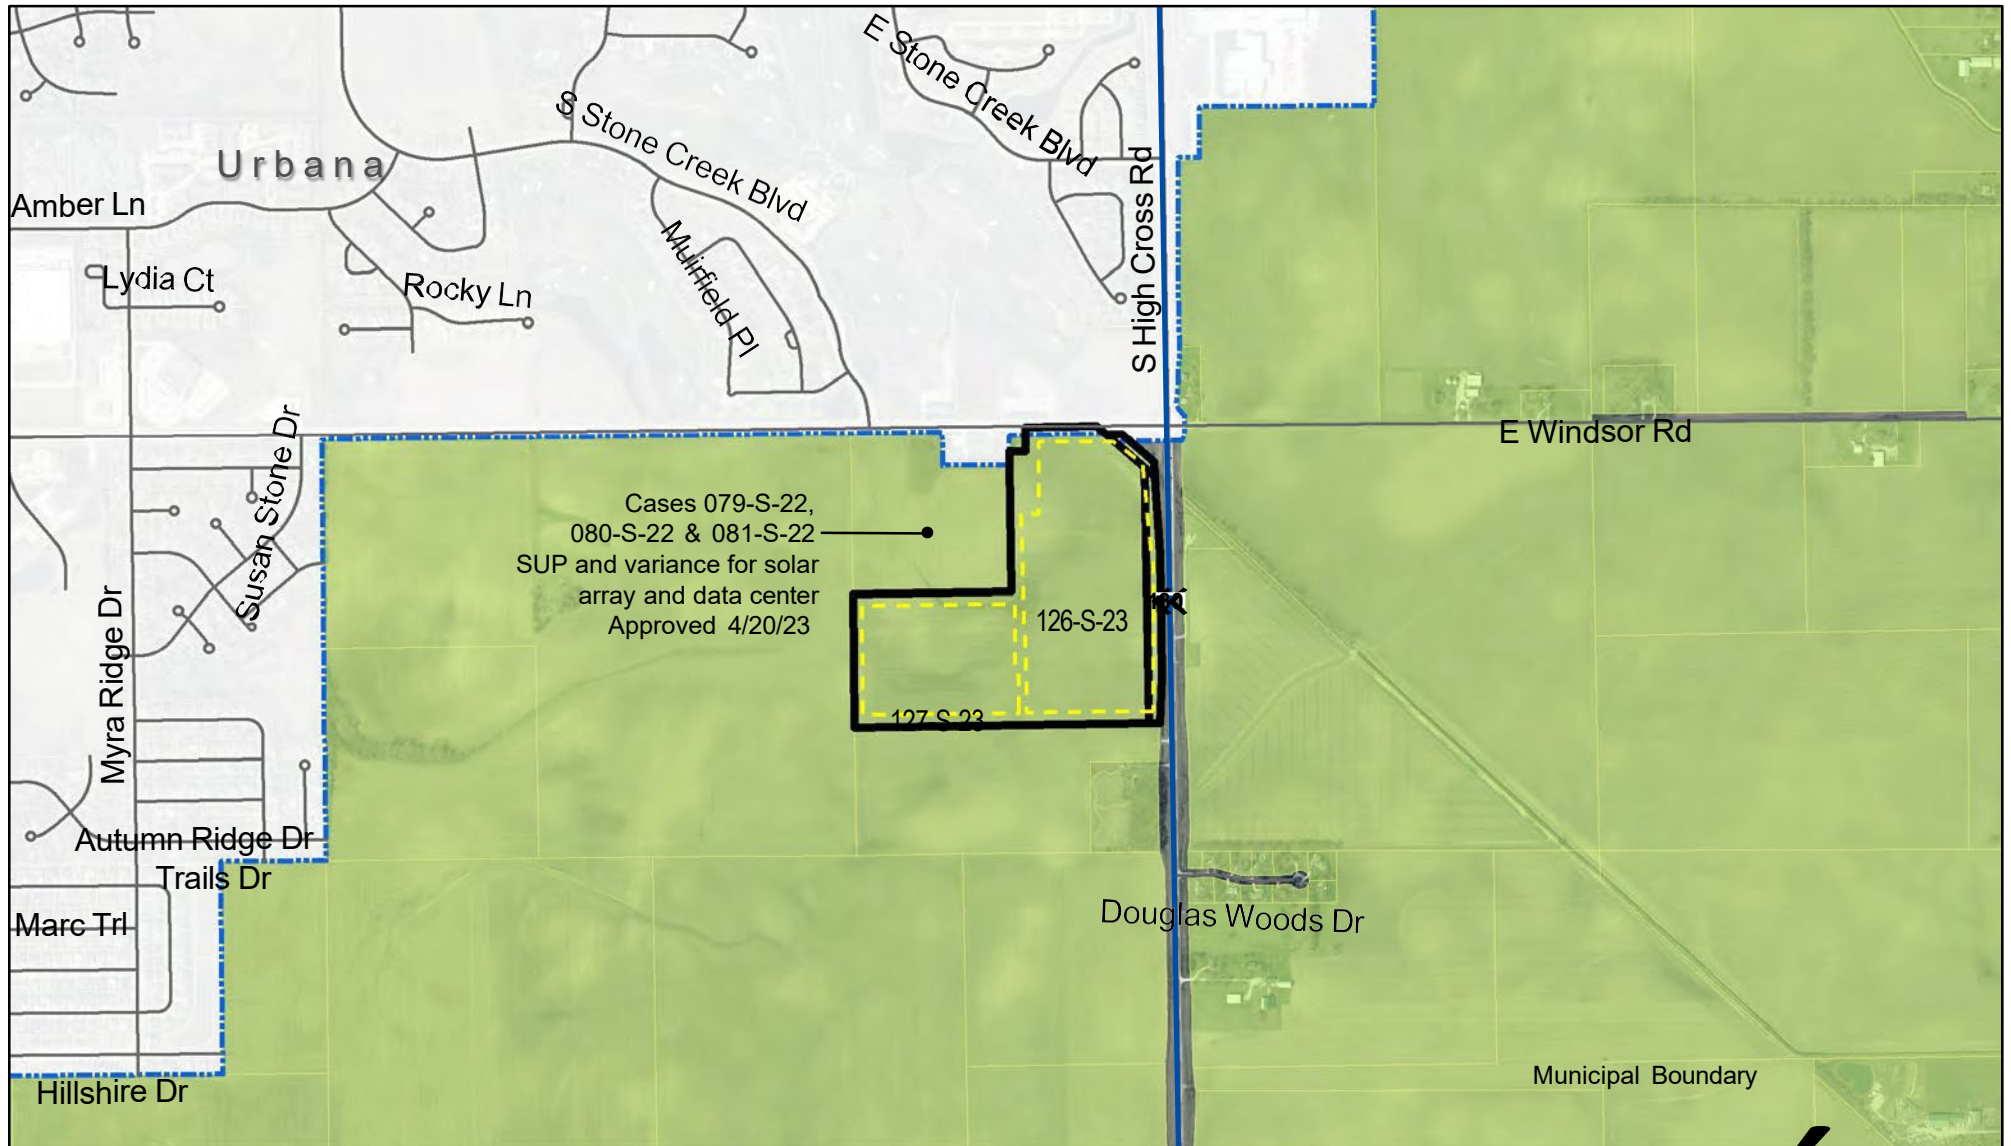 E Stone Creek Blvd
S Stone Creek Blvd
Urbana
Amber Ln
S High Cross Rd
Lydia Ct
Rocky Ln
Muirfield Pl
E Windsor Rd
Susan Stone Dr
Cases 079-S-22,
080-S-22 & 081-S-22
SUP and variance for solar
array and data center
Approved 4/20/23
126-S-23
127-S-23
Myra Ridge Dr
Autumn Ridge Dr
Trails Dr
Marc Trl
Douglas Woods Dr
Municipal Boundary
Hillshire Dr